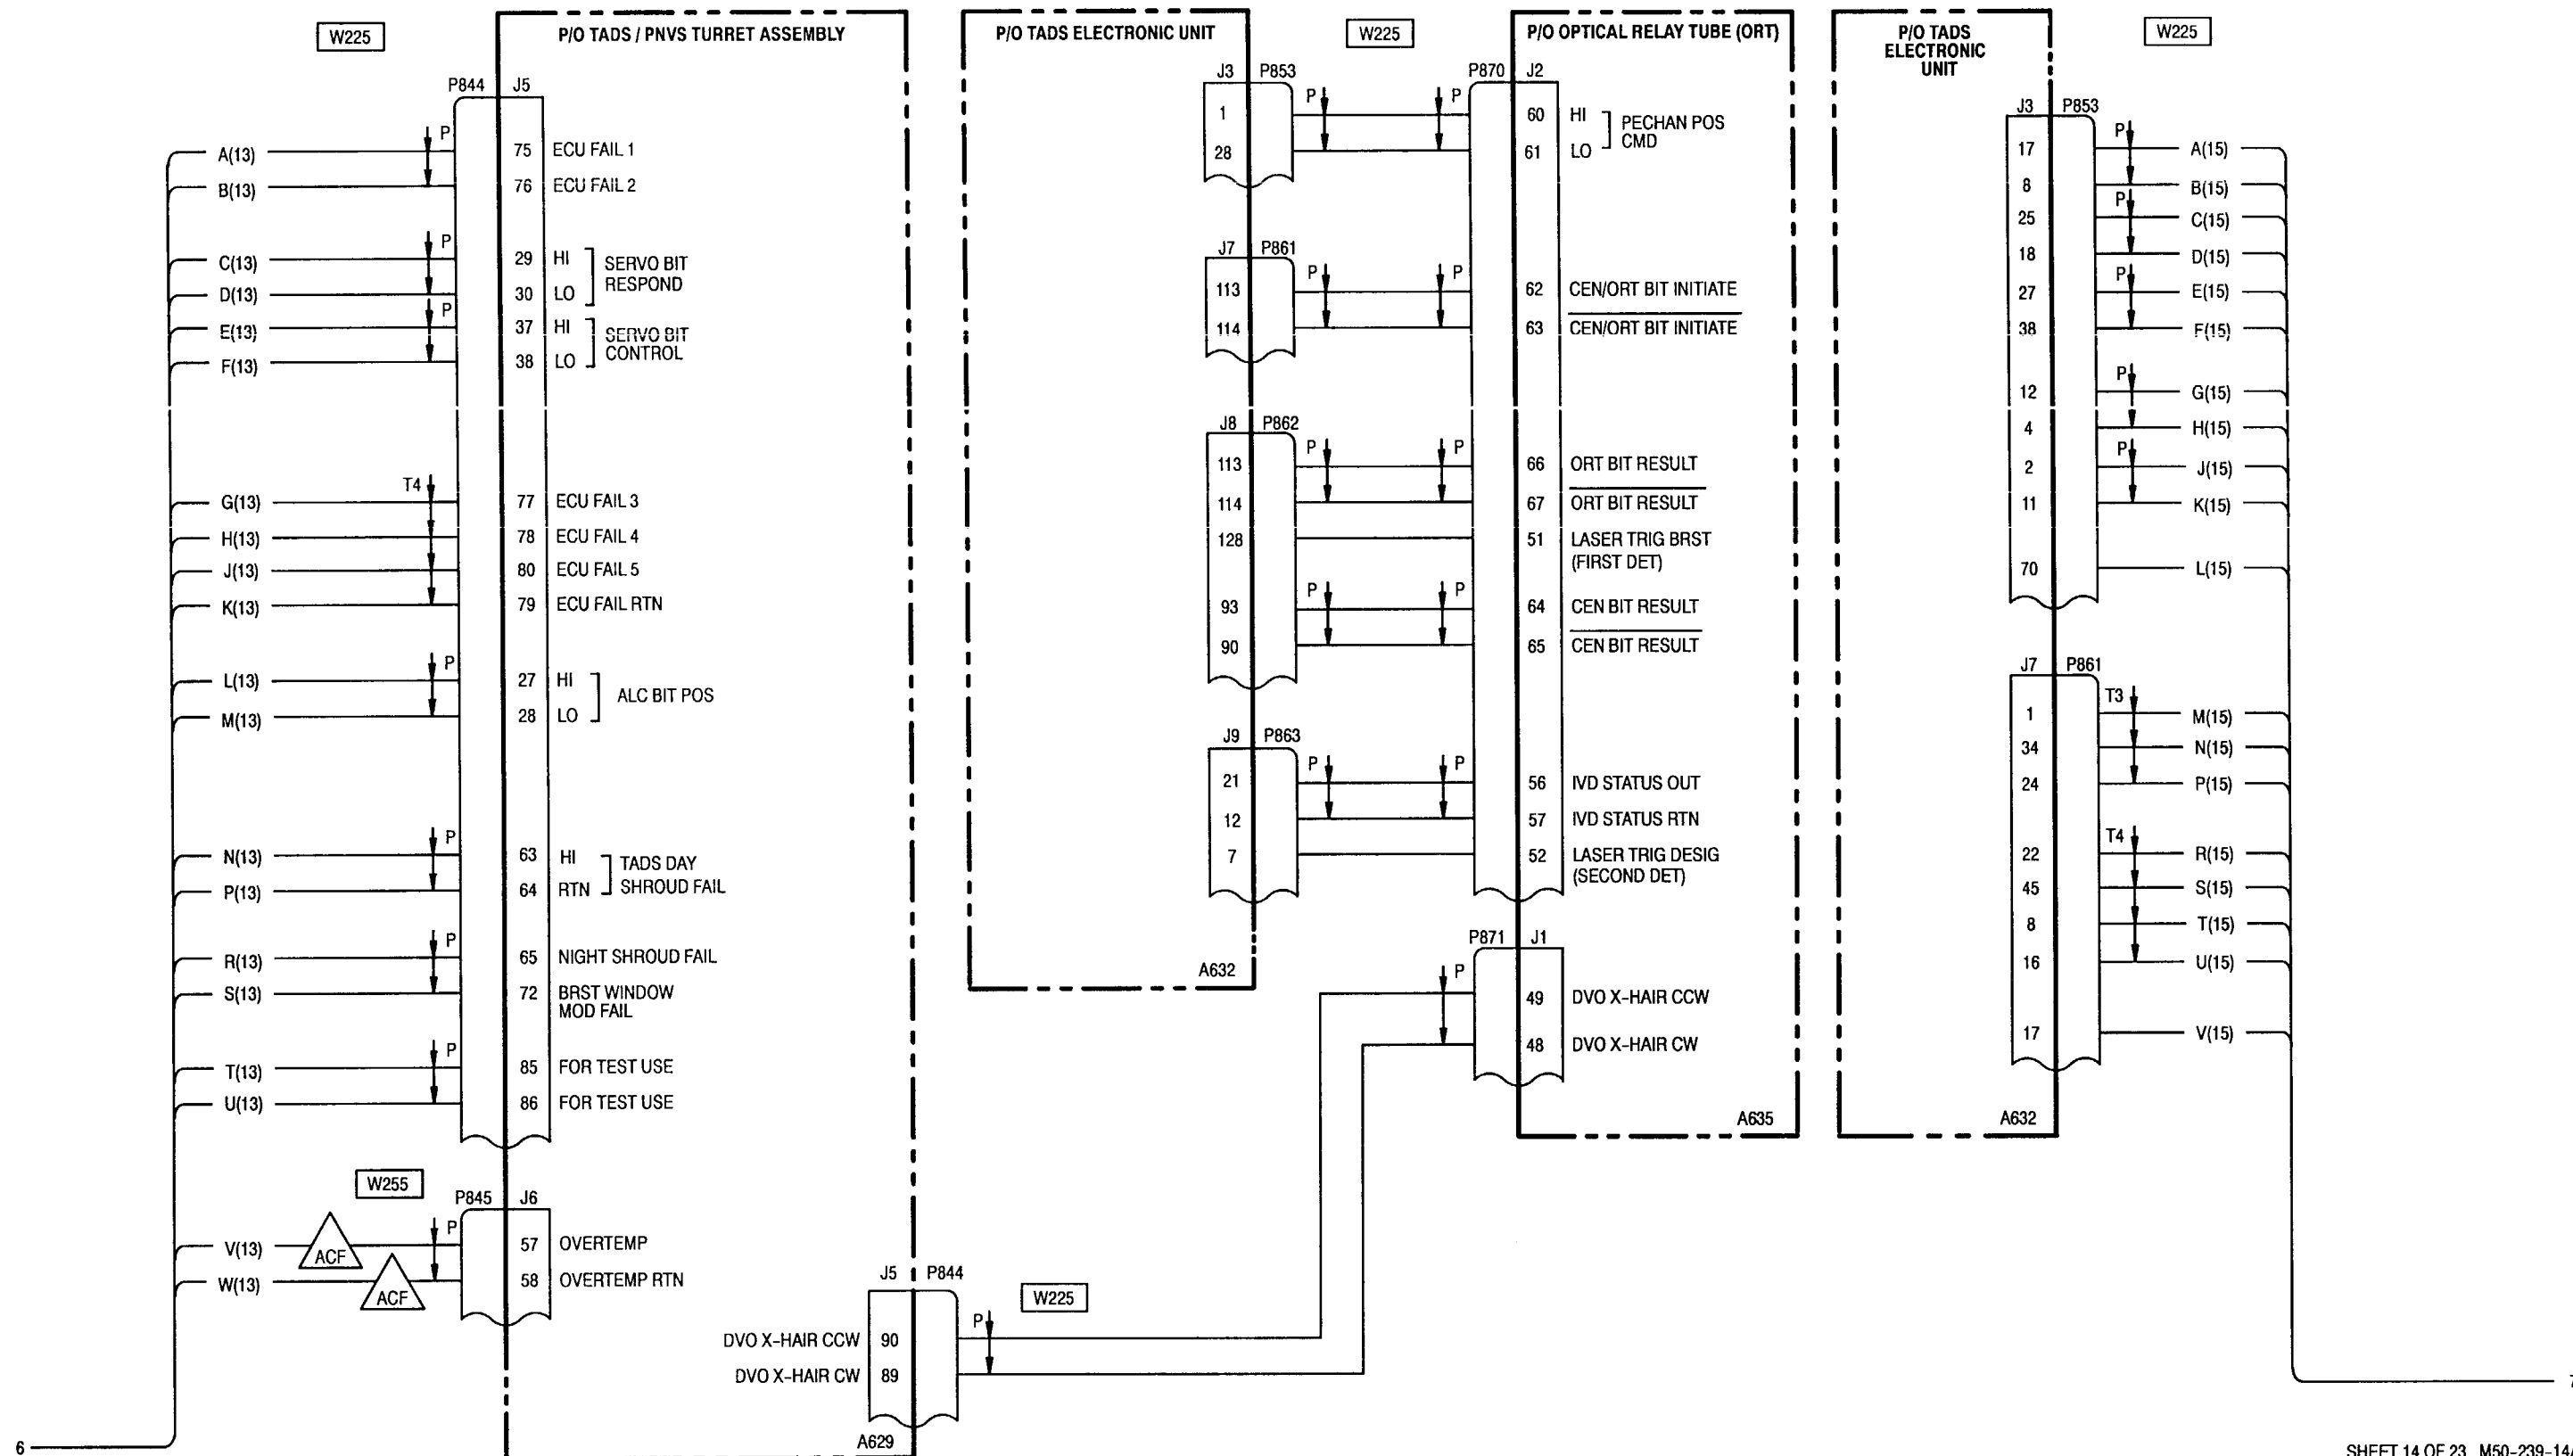 W225
P/O TADS / PNVS TURRET ASSEMBLY
P844 J5
A(13) P 75 ECU FAIL 1
B(13) 76 ECU FAIL 2
C(13) P 29 HI SERVO BIT
RESPOND
D(13) 30 LO
E(13) P 37 HI SERVO BIT
CONTROL
F(13) 38 LO
G(13) T4 77 ECU FAIL 3
H(13) 78 ECU FAIL 4
J(13) 80 ECU FAIL 5
K(13) 79 ECU FAIL RTN
L(13) P 27 HI ALC BIT POS
M(13) 28 LO
N(13) P 63 HI TADS DAY
P(13) 64 RTN SHROUD FAIL
R(13) P 65 NIGHT SHROUD FAIL
S(13) 72 BRST WINDOW
MOD FAIL
T(13) P 85 FOR TEST USE
U(13) 86 FOR TEST USE
W255
P845 J6
V(13) ACF P 57 OVERTEMP
W(13) ACF 58 OVERTEMP RTN
J5 P844
W225
DVO X-HAIR CCW 90 P
DVO X-HAIR CW 89
A629
6
P/O TADS ELECTRONIC UNIT
W225
P/O OPTICAL RELAY TUBE (ORT)
J3 P853 P870 J2
1 P P 60 HI PECHAN POS
CMD
28 61 LO
J7 P861
113 P P 62 CEN/ORT BIT INITIATE
114 63 CEN/ORT BIT INITIATE
J8 P862
113 P P 66 ORT BIT RESULT
114 67 ORT BIT RESULT
128 51 LASER TRIG BRST
(FIRST DET)
93 P P 64 CEN BIT RESULT
90 65 CEN BIT RESULT
J9 P863
21 P P 56 IVD STATUS OUT
12 57 IVD STATUS RTN
7 52 LASER TRIG DESIG
(SECOND DET)
A632
P871 J1
P 49 DVO X-HAIR CCW
48 DVO X-HAIR CW
A635
P/O TADS
ELECTRONIC
UNIT
W225
J3 P853
17 P A(15)
8 B(15)
25 P C(15)
18 D(15)
27 P E(15)
38 F(15)
12 P G(15)
4 H(15)
2 P J(15)
11 K(15)
70 L(15)
J7 P861
1 T3 M(15)
34 N(15)
24 P(15)
22 T4 R(15)
45 S(15)
8 T(15)
16 U(15)
17 V(15)
A632
SHEET 14 OF 23 M50-239-14